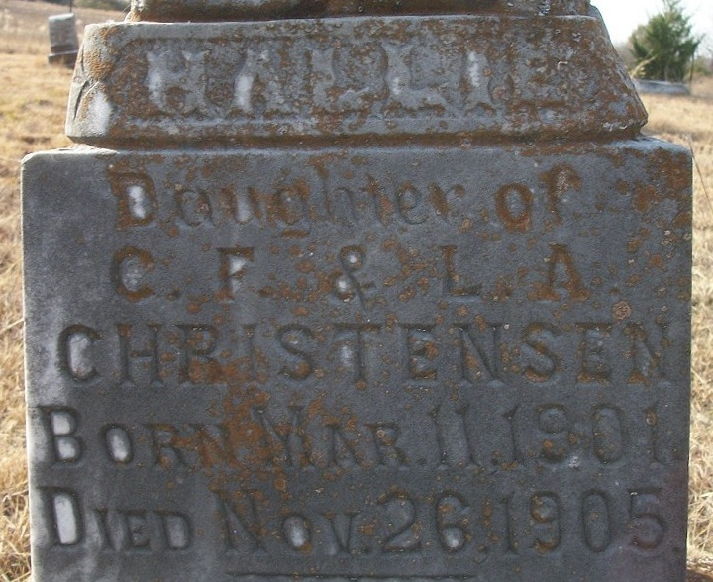 HALLIE
Daughter of
C. F. & L. A.
CHRISTENSEN
BORN MAR. 11, 1901.
DIED NOV. 26, 1905.